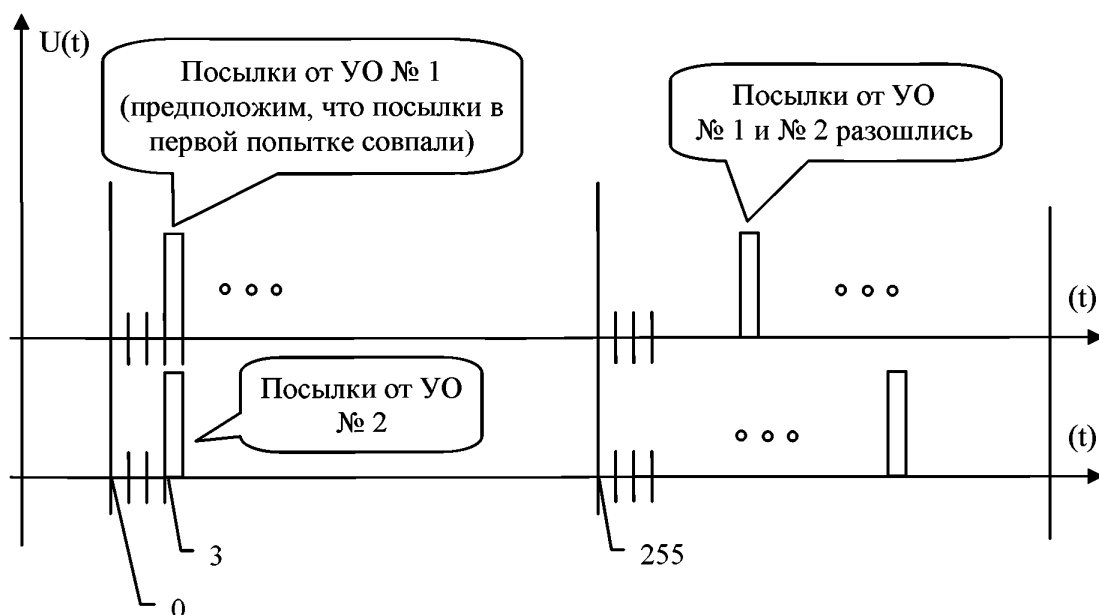 U(t)
Посылки от УО № 1
(предположим, что посылки в
первой попытке совпали)
Посылки от УО
№ 1 и № 2 разошлись
(t)
Посылки от УО
№ 2
(t)
3
255
0